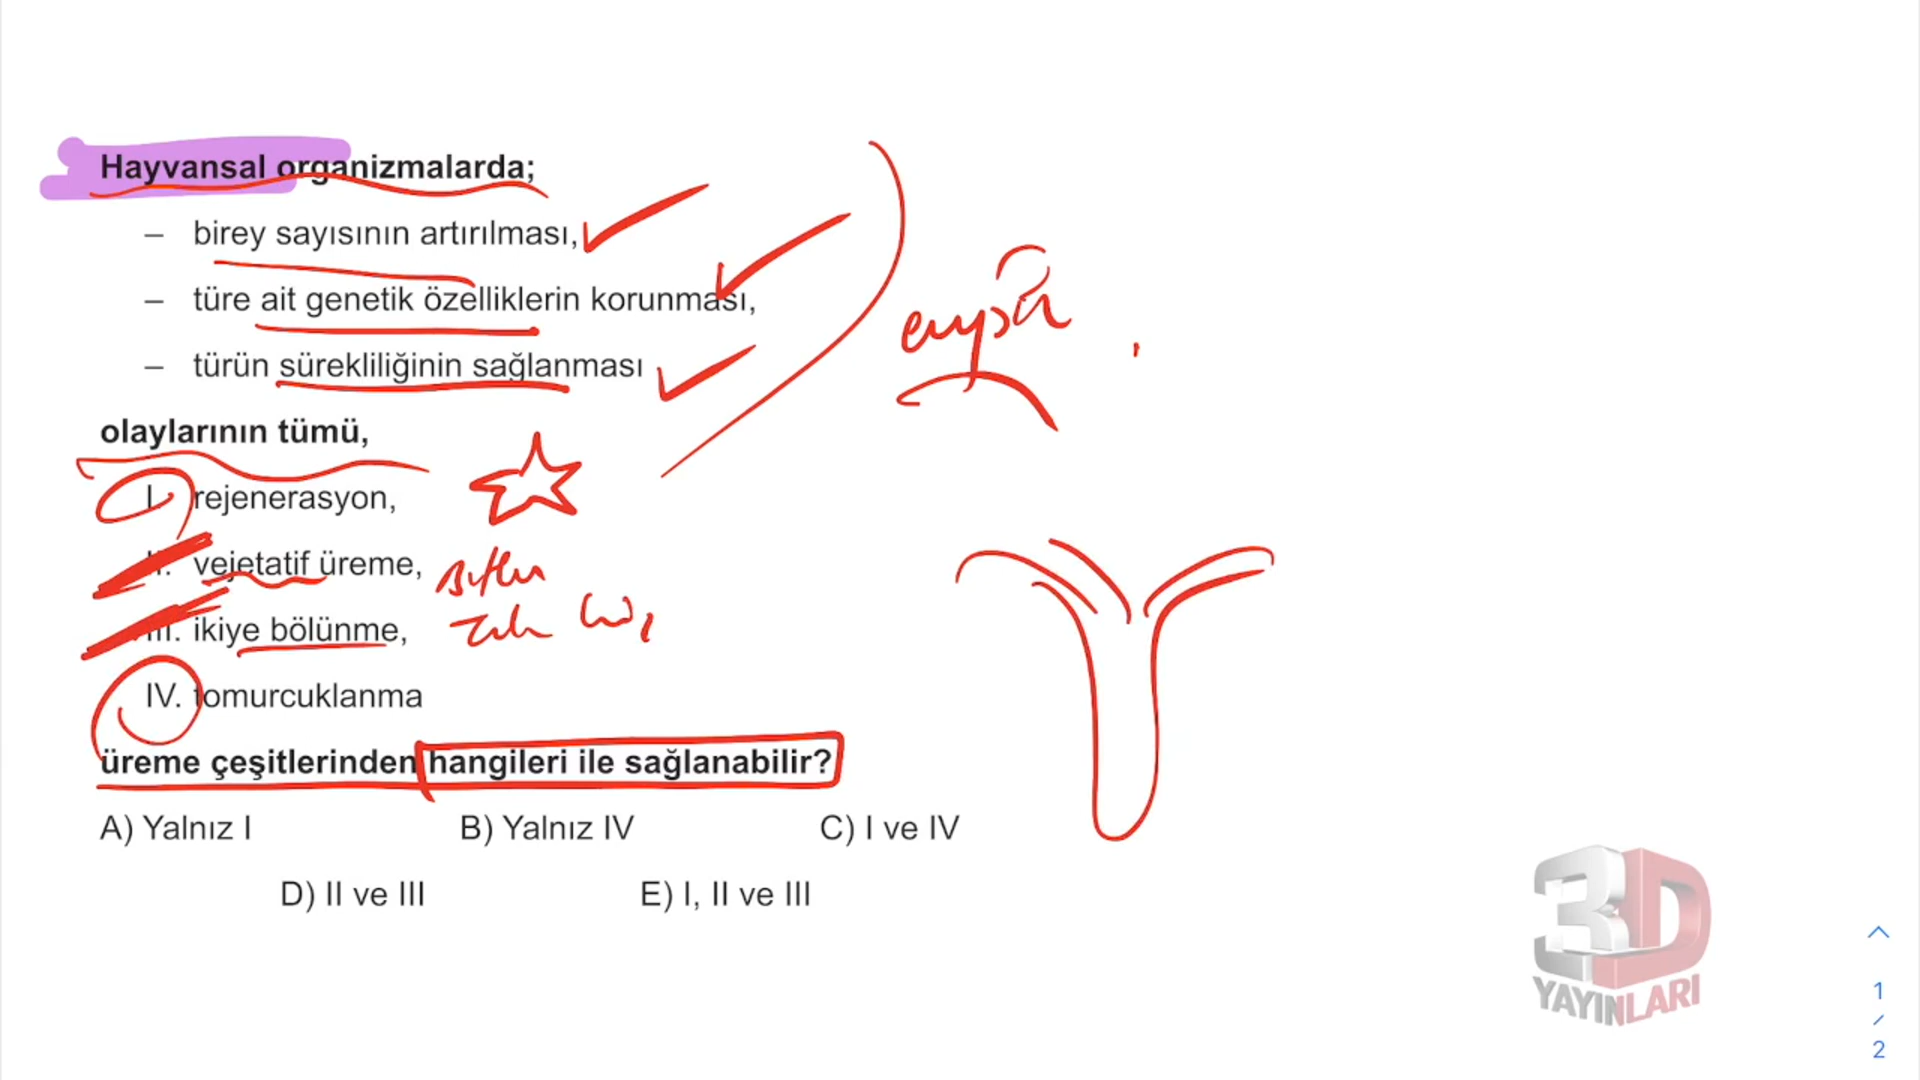 Hayvansal organizmalarda;
– birey sayısının artırılması,
– türe ait genetik özelliklerin korunması,
– türün sürekliliğinin sağlanması
olaylarının tümü,
I. rejenerasyon,
II. vejetatif üreme,
III. ikiye bölünme,
IV. tomurcuklanma
üreme çeşitlerinden hangileri ile sağlanabilir?
A) Yalnız I B) Yalnız IV C) I ve IV
D) II ve III E) I, II ve III
3D
YAYINLARI
1
/
2